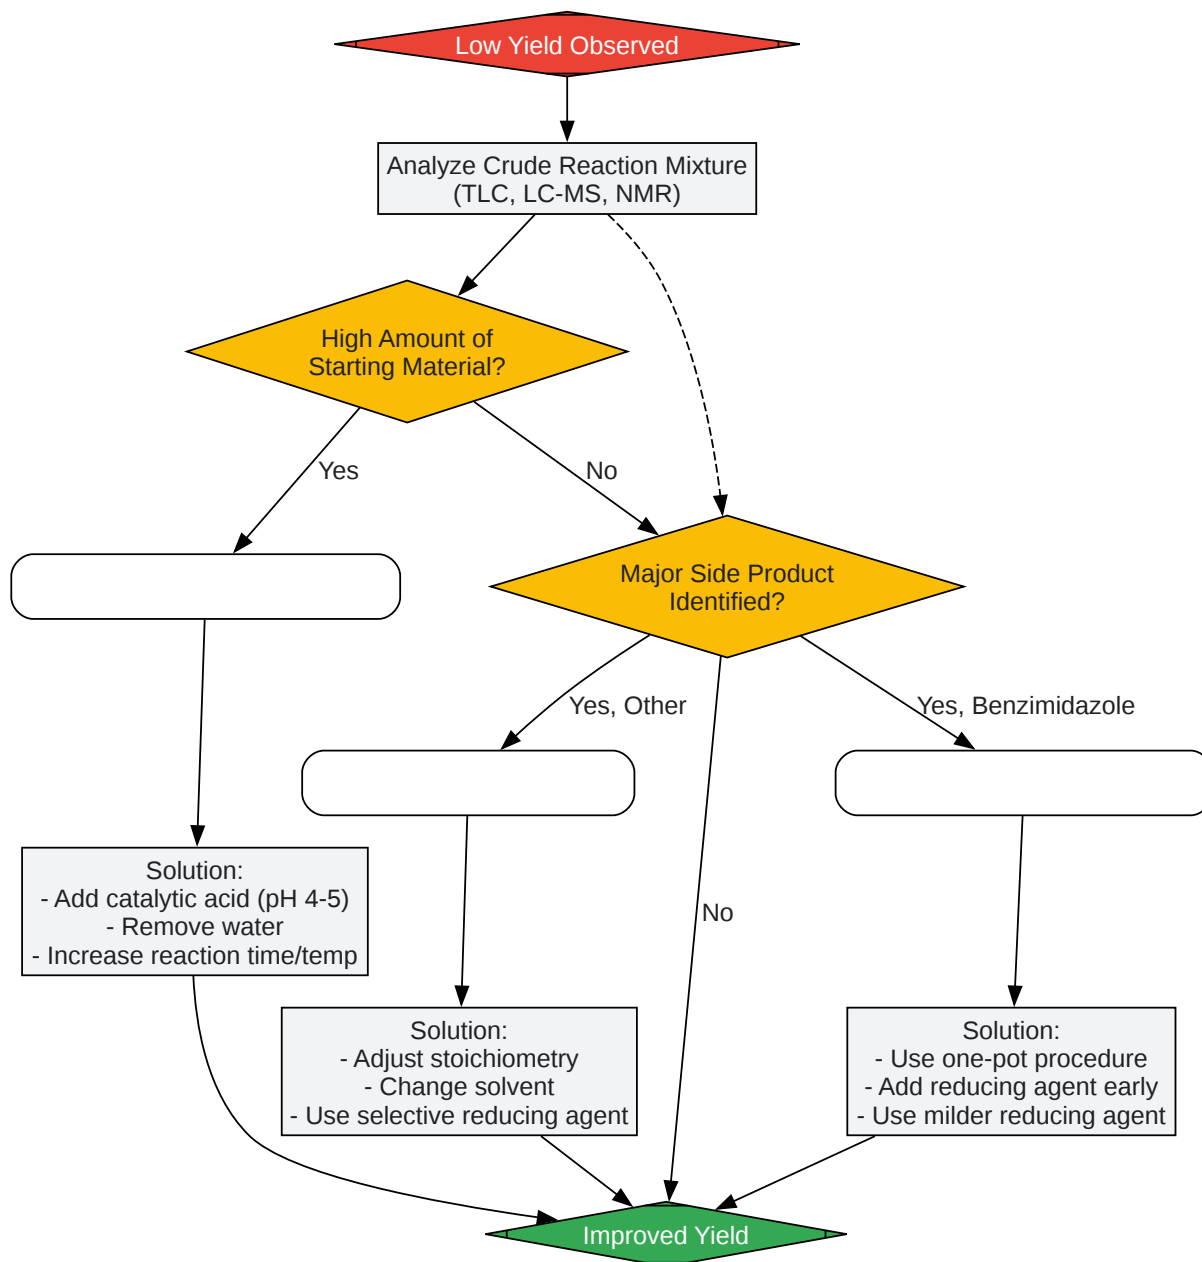 Low Yield Observed
Analyze Crude Reaction Mixture
(TLC, LC-MS, NMR)
High Amount of
Starting Material?
Yes
No
Major Side Product
Identified?
Yes, Other
Yes, Benzimidazole
No
Solution:
- Add catalytic acid (pH 4-5)
- Remove water
- Increase reaction time/temp
Solution:
- Adjust stoichiometry
- Change solvent
- Use selective reducing agent
Solution:
- Use one-pot procedure
- Add reducing agent early
- Use milder reducing agent
Improved Yield